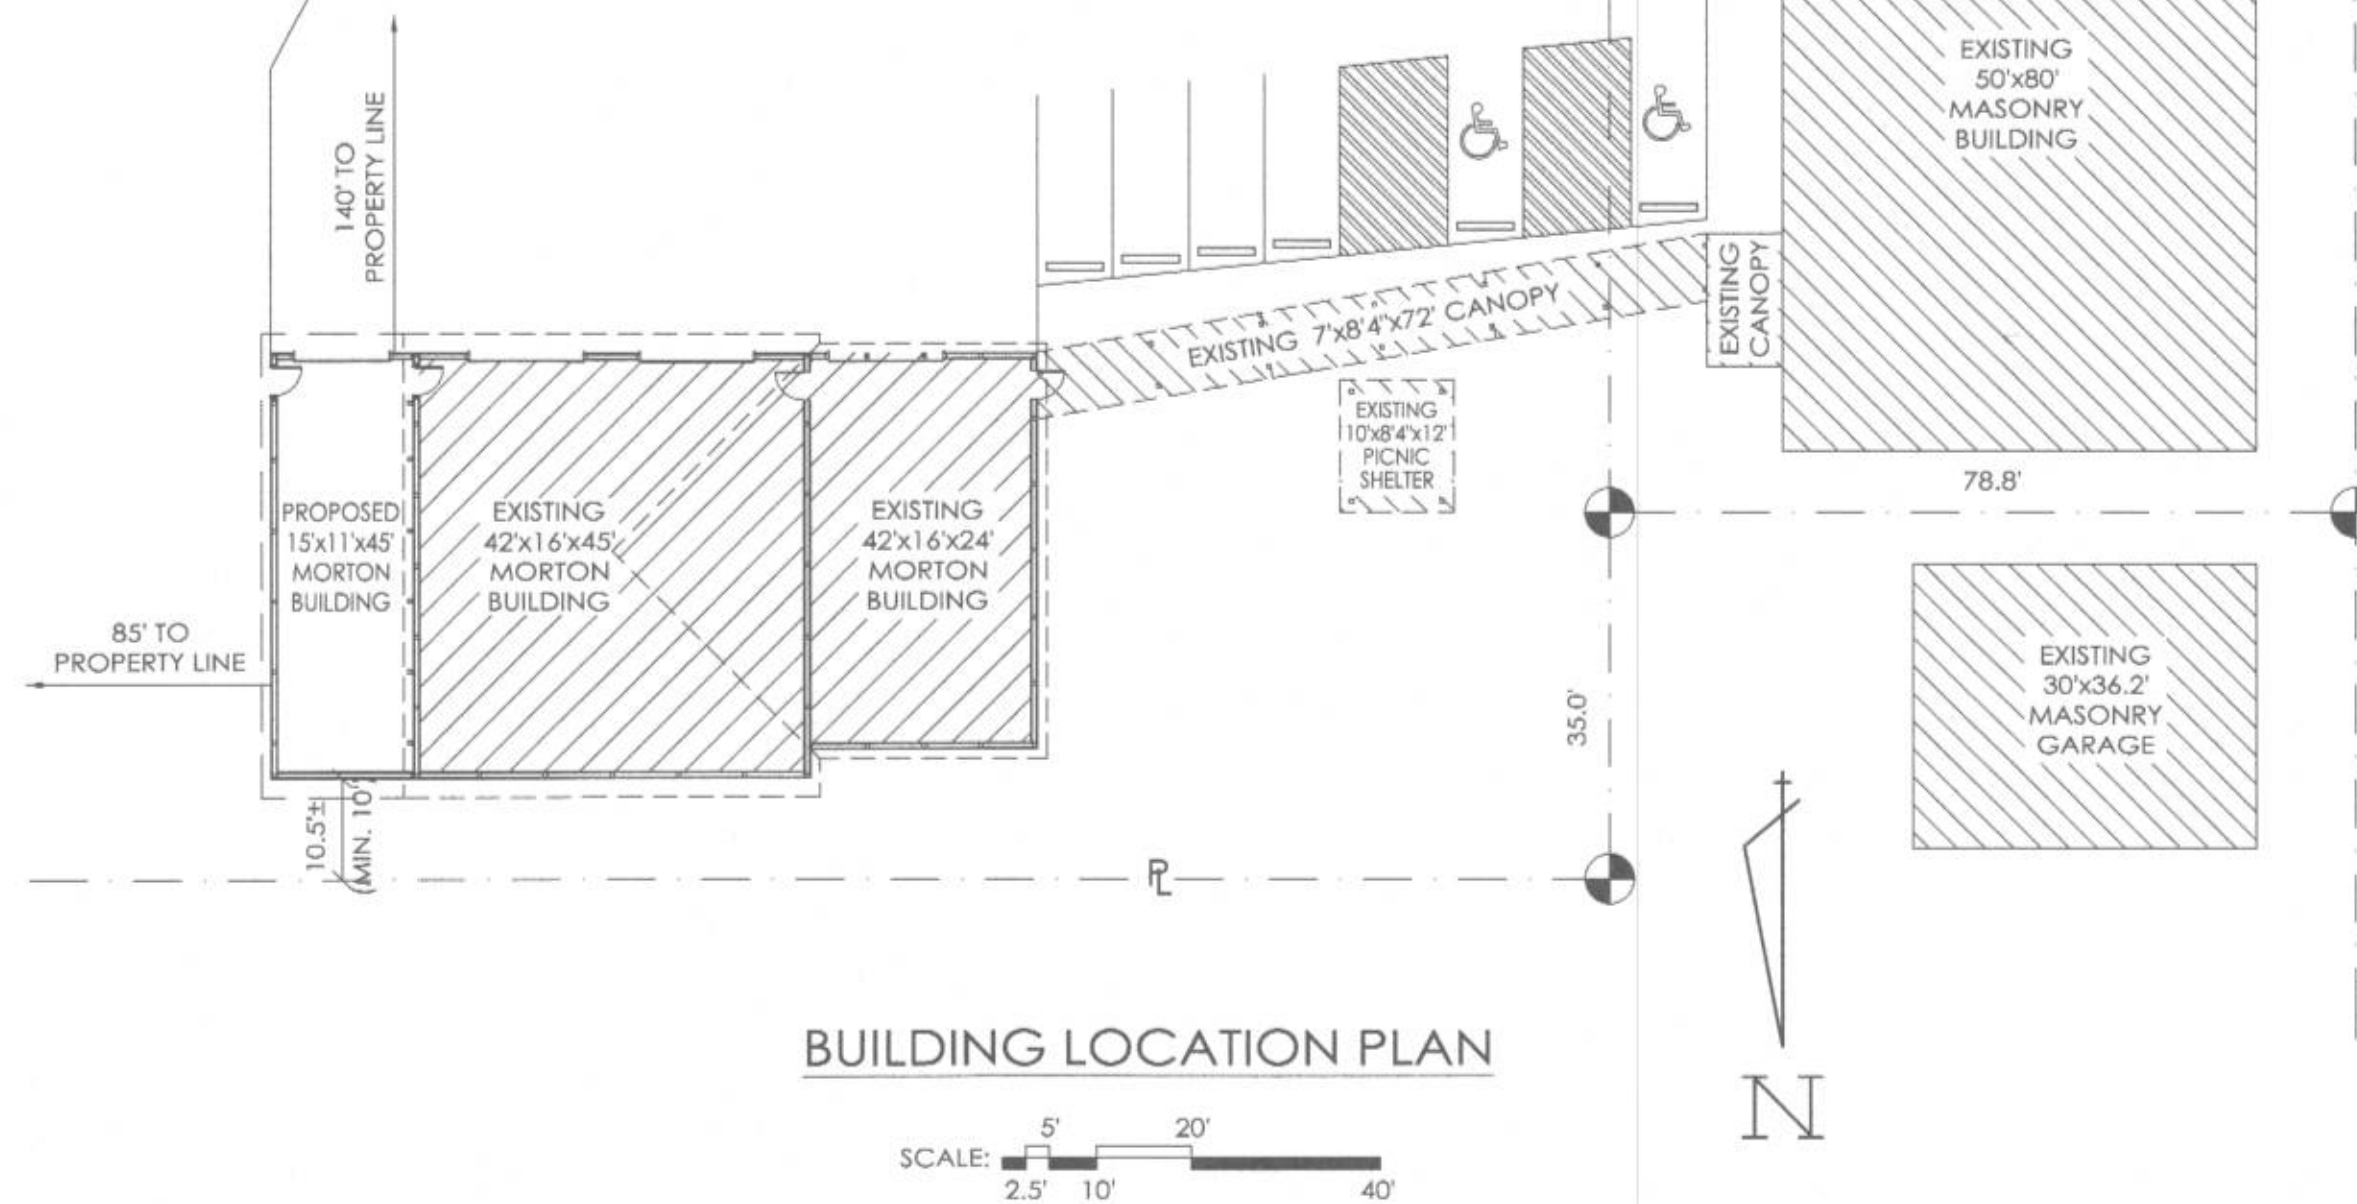 140' TO
PROPERTY LINE
EXISTING
50'x80'
MASONRY
BUILDING
EXISTING
CANOPY
EXISTING 7'x8'4"x72' CANOPY
EXISTING
10'x8'4"x12'
PICNIC
SHELTER
78.8'
PROPOSED
15'x11'x45'
MORTON
BUILDING
EXISTING
42'x16'x45'
MORTON
BUILDING
EXISTING
42'x16'x24'
MORTON
BUILDING
85' TO
PROPERTY LINE
35.0'
EXISTING
30'x36.2'
MASONRY
GARAGE
10.5'±
(MIN. 10')
PL
BUILDING LOCATION PLAN
N
SCALE:
5' 20'
2.5' 10' 40'